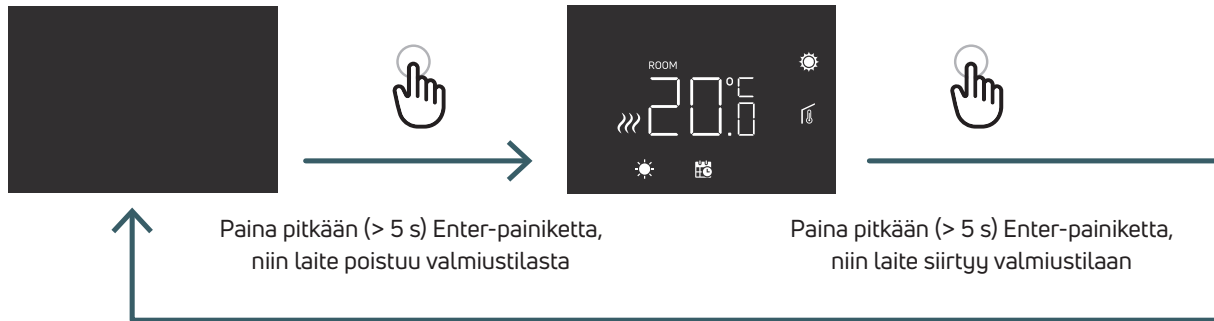 ROOM
20.0°C
Paina pitkään (> 5 s) Enter-painiketta,
niin laite poistuu valmiustilasta
Paina pitkään (> 5 s) Enter-painiketta,
niin laite siirtyy valmiustilaan